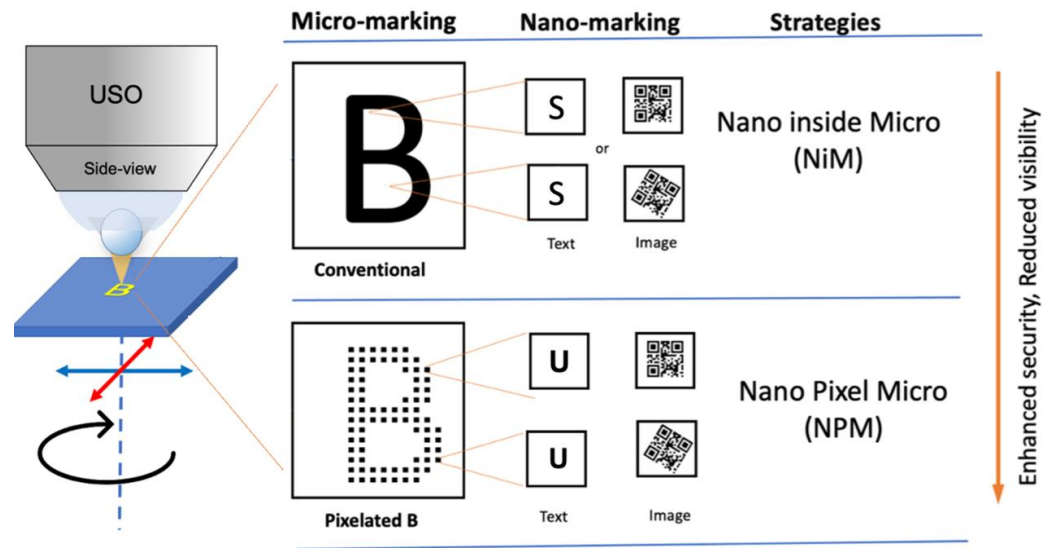 Micro-marking Nano-marking Strategies
USO
Side-view
B
B
S
or
S
Text Image
Conventional
Nano inside Micro
(NiM)
B
U
U
Text Image
Pixelated B
Nano Pixel Micro
(NPM)
Enhanced security, Reduced visibility